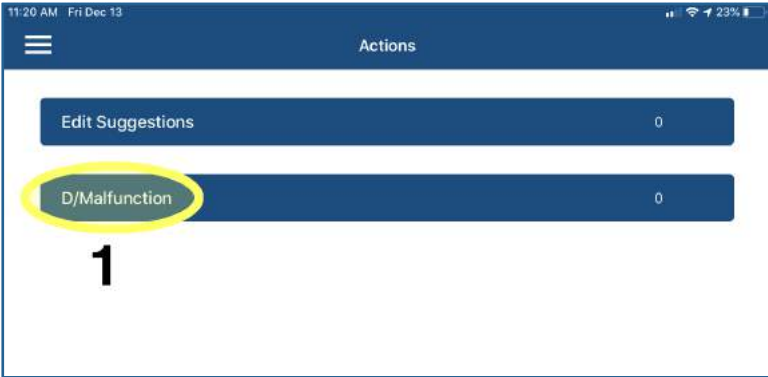 11:20 AM Fri Dec 13 23%
Actions
Edit Suggestions 0
D/Malfunction 0
1